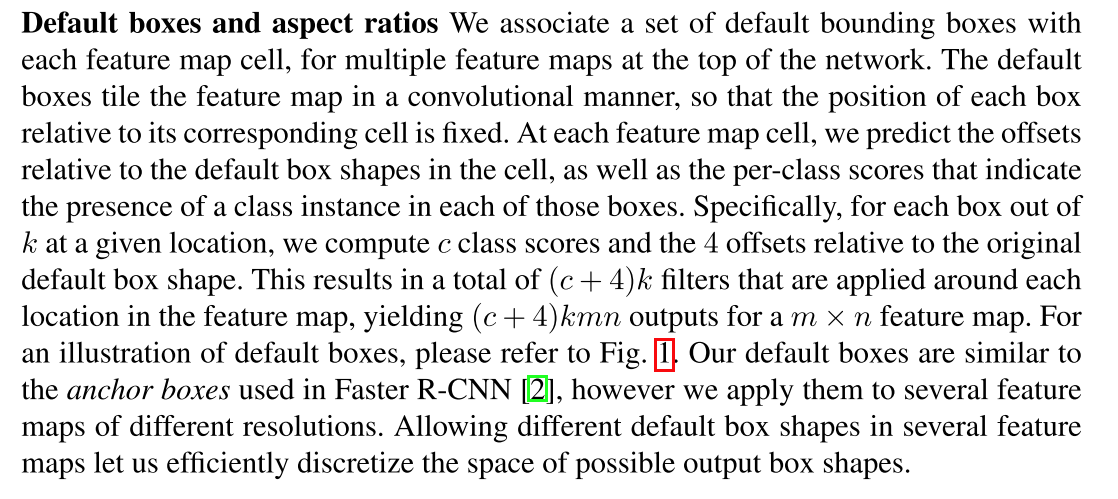 Default boxes and aspect ratios We associate a set of default bounding boxes with
each feature map cell, for multiple feature maps at the top of the network. The default
boxes tile the feature map in a convolutional manner, so that the position of each box
relative to its corresponding cell is fixed. At each feature map cell, we predict the offsets
relative to the default box shapes in the cell, as well as the per-class scores that indicate
the presence of a class instance in each of those boxes. Specifically, for each box out of
k at a given location, we compute c class scores and the 4 offsets relative to the original
default box shape. This results in a total of (c + 4)k filters that are applied around each
location in the feature map, yielding (c + 4)kmn outputs for a m × n feature map. For
an illustration of default boxes, please refer to Fig. 1. Our default boxes are similar to
the anchor boxes used in Faster R-CNN [2], however we apply them to several feature
maps of different resolutions. Allowing different default box shapes in several feature
maps let us efficiently discretize the space of possible output box shapes.